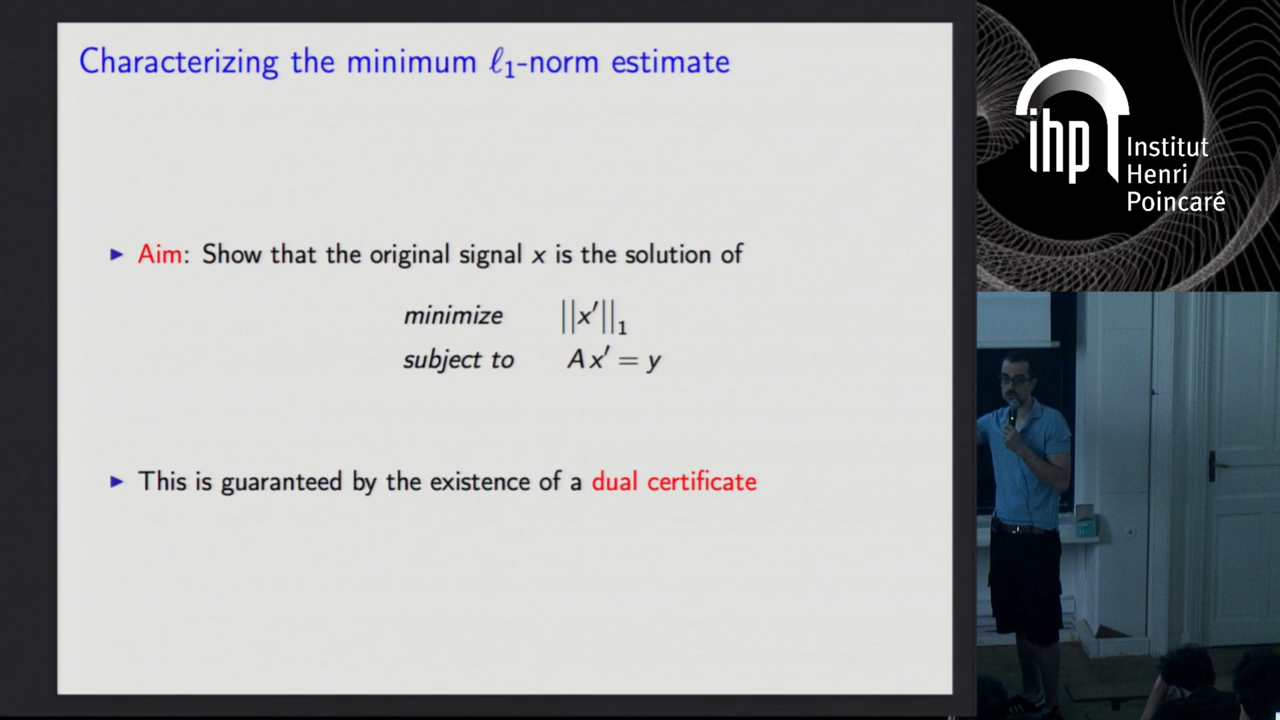 Characterizing the minimum ℓ₁-norm estimate
▶ Aim: Show that the original signal x is the solution of
minimize ||x′||₁
subject to Ax′ = y
▶ This is guaranteed by the existence of a dual certificate
ihp Institut
Henri
Poincaré